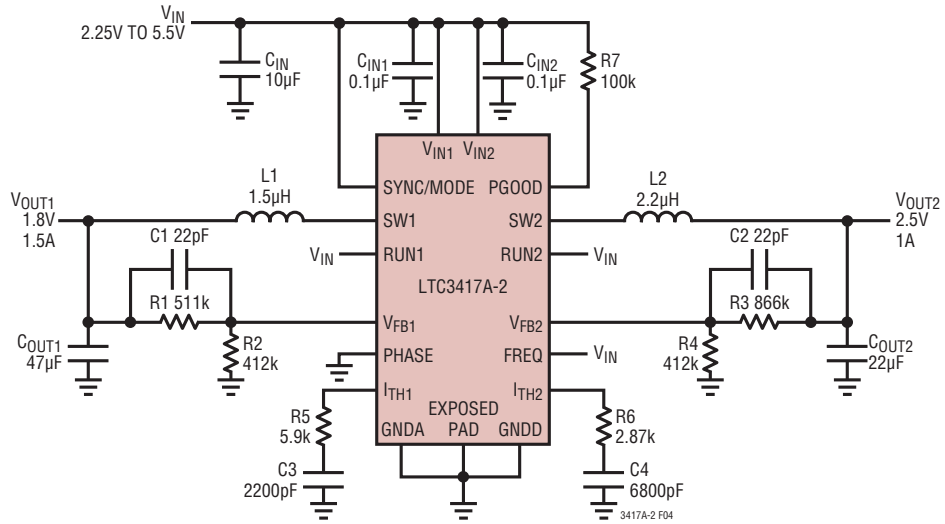 VIN
2.25V TO 5.5V
CIN
10µF
CIN1
0.1µF
CIN2
0.1µF
R7
100k
VIN1 VIN2
SYNC/MODE PGOOD
L1
1.5µH
L2
2.2µH
VOUT1
1.8V
1.5A
SW1 SW2
VOUT2
2.5V
1A
C1 22pF
C2 22pF
VIN RUN1 RUN2 VIN
LTC3417A-2
R1 511k
R3 866k
VFB1 VFB2
COUT1
47µF
R2
412k
PHASE FREQ VIN
R4
412k
COUT2
22µF
ITH1 ITH2
R5
5.9k
EXPOSED
GNDA PAD GNDD
R6
2.87k
C3
2200pF
C4
6800pF
3417A-2 F04